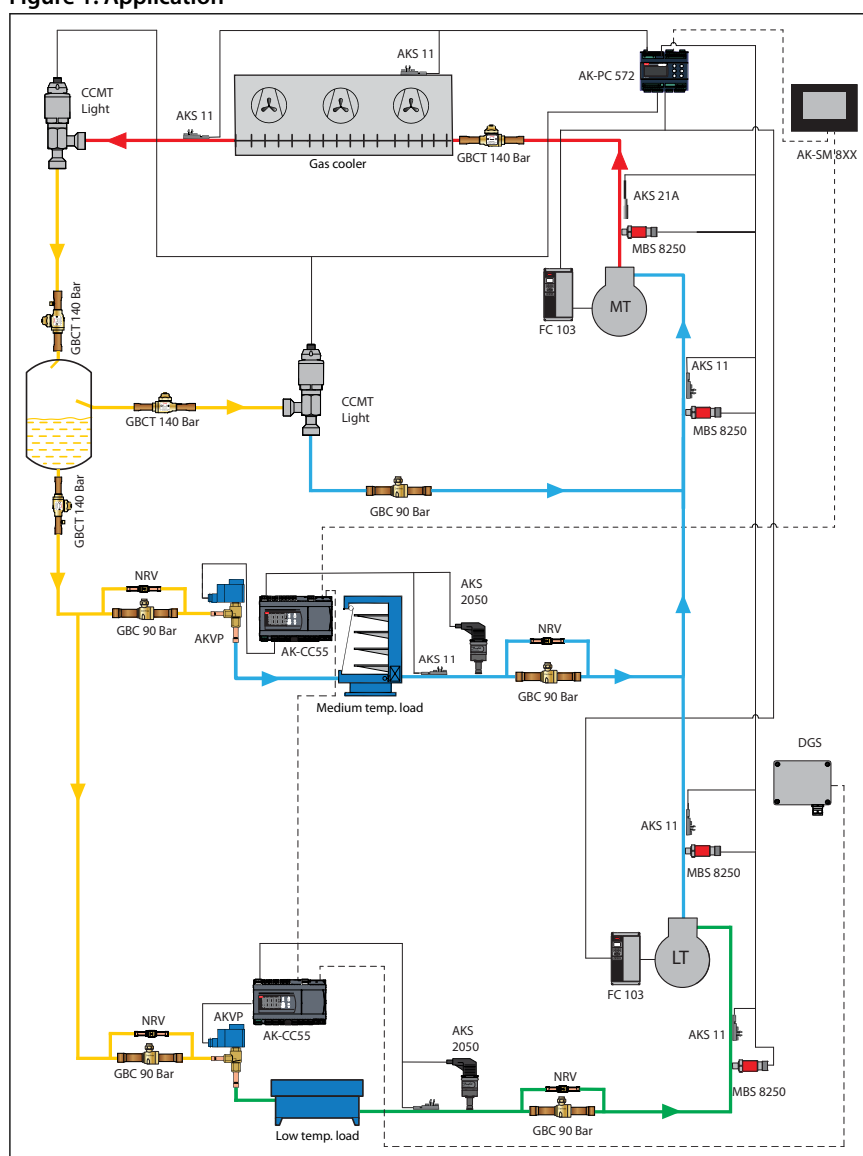 Figure 1: Application
CCMT
Light
AKS 11
AKS 11
Gas cooler
GBCT 140 Bar
AK-PC 572
AK-SM 8XX
AKS 21A
MBS 8250
FC 103
MT
GBCT 140 Bar
GBCT 140 Bar
CCMT
Light
AKS 11
MBS 8250
GBCT 140 Bar
GBC 90 Bar
NRV
GBC 90 Bar
AKVP
AK-CC55
Medium temp. load
AKS 11
AKS
2050
NRV
GBC 90 Bar
DGS
AKS 11
MBS 8250
LT
FC 103
AKS 11
MBS 8250
NRV
GBC 90 Bar
AKVP
AK-CC55
Low temp. load
AKS
2050
NRV
GBC 90 Bar